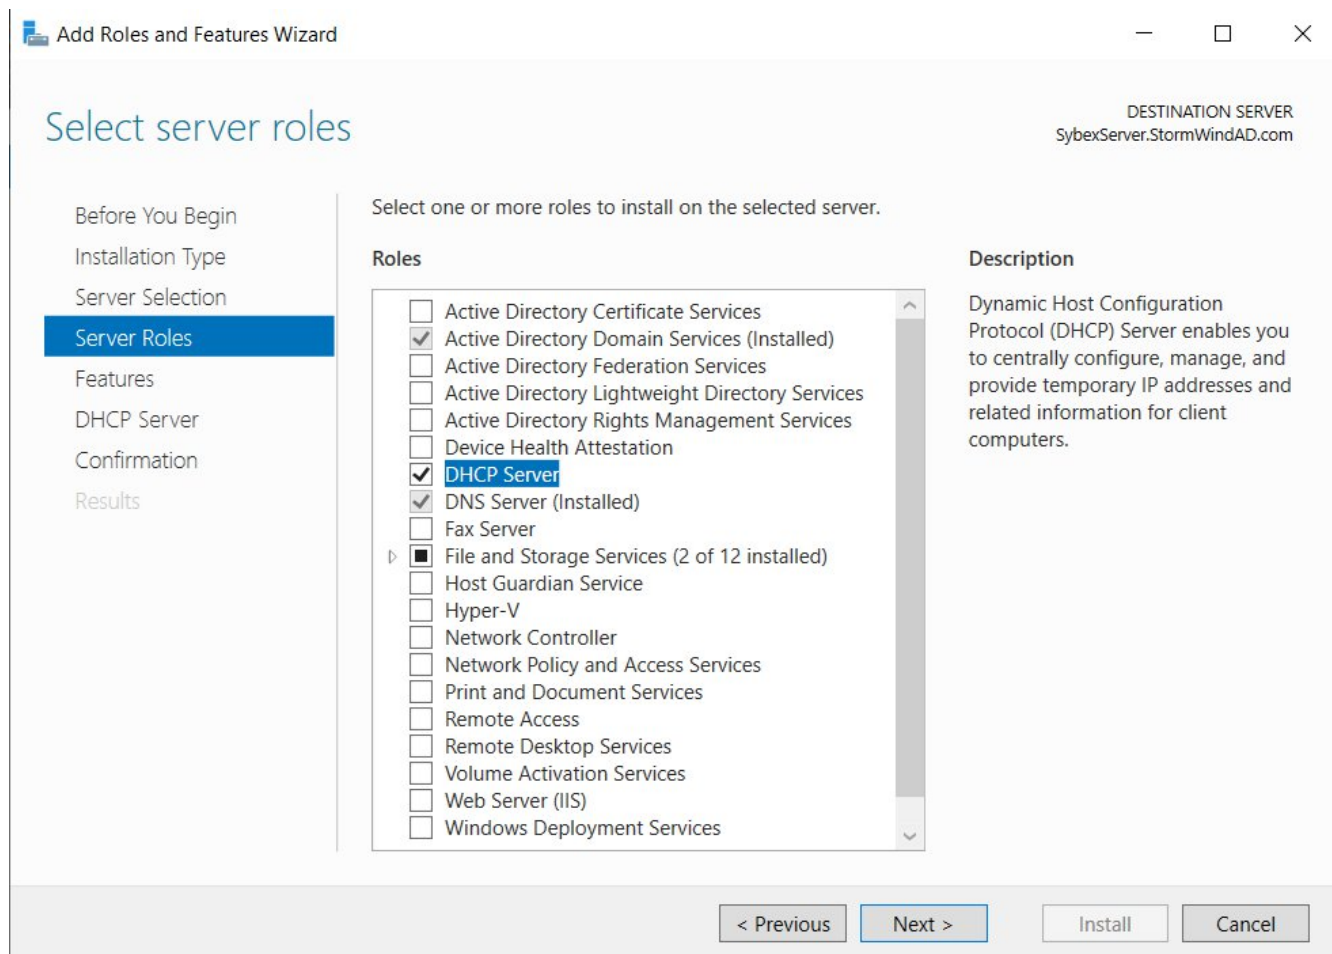 Add Roles and Features Wizard
Select server roles
DESTINATION SERVER
SybexServer.StormWindAD.com
Before You Begin
Installation Type
Server Selection
Server Roles
Features
DHCP Server
Confirmation
Results
Select one or more roles to install on the selected server.
Roles
Active Directory Certificate Services
Active Directory Domain Services (Installed)
Active Directory Federation Services
Active Directory Lightweight Directory Services
Active Directory Rights Management Services
Device Health Attestation
DHCP Server
DNS Server (Installed)
Fax Server
File and Storage Services (2 of 12 installed)
Host Guardian Service
Hyper-V
Network Controller
Network Policy and Access Services
Print and Document Services
Remote Access
Remote Desktop Services
Volume Activation Services
Web Server (IIS)
Windows Deployment Services
Description
Dynamic Host Configuration
Protocol (DHCP) Server enables you
to centrally configure, manage, and
provide temporary IP addresses and
related information for client
computers.
< Previous
Next >
Install
Cancel